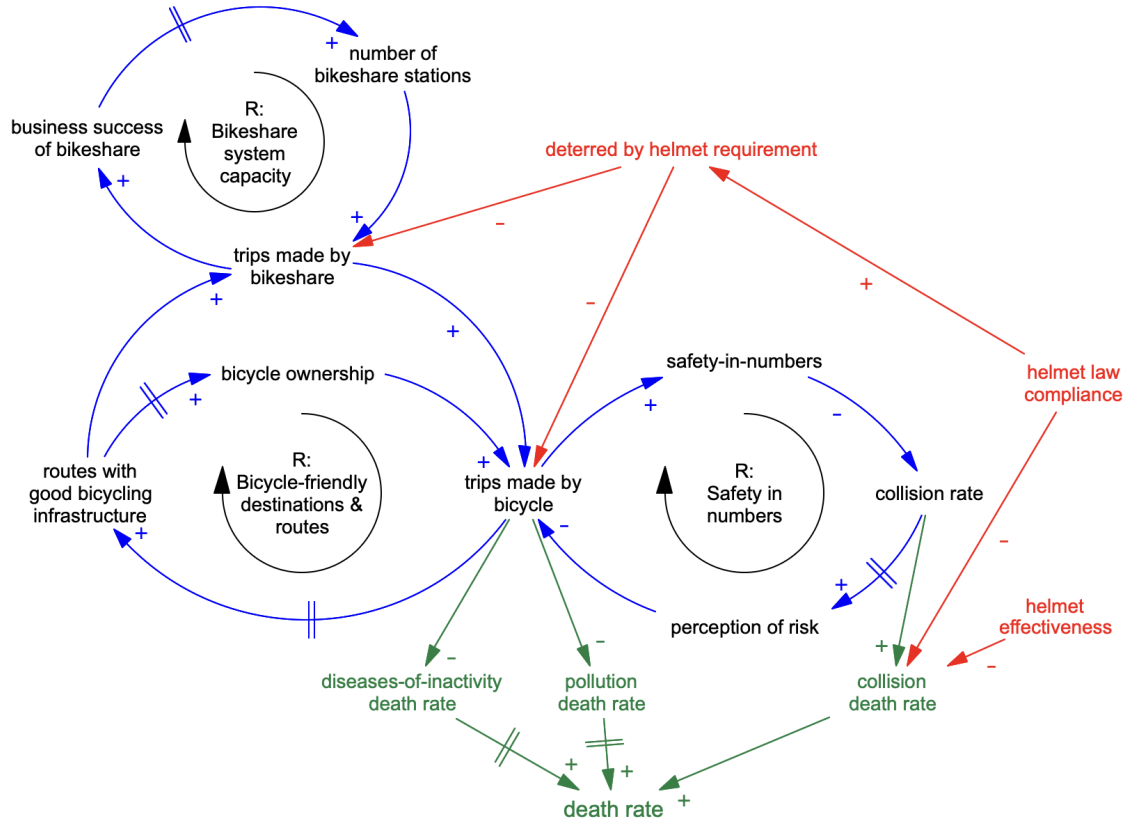 number of
bikeshare stations
+
business success
of bikeshare
R:
Bikeshare
system
capacity
deterred by helmet requirement
+
+
–
trips made by
bikeshare
+
+
–
+
safety-in-numbers
helmet law
compliance
bicycle ownership
+
+
–
routes with
good bicycling
infrastructure
R:
Bicycle-friendly
destinations &
routes
+
trips made by
bicycle
R:
Safety in
numbers
collision rate
+
–
–
+
perception of risk
helmet
effectiveness
–
–
+
–
diseases-of-inactivity
death rate
pollution
death rate
collision
death rate
+
+
+
death rate